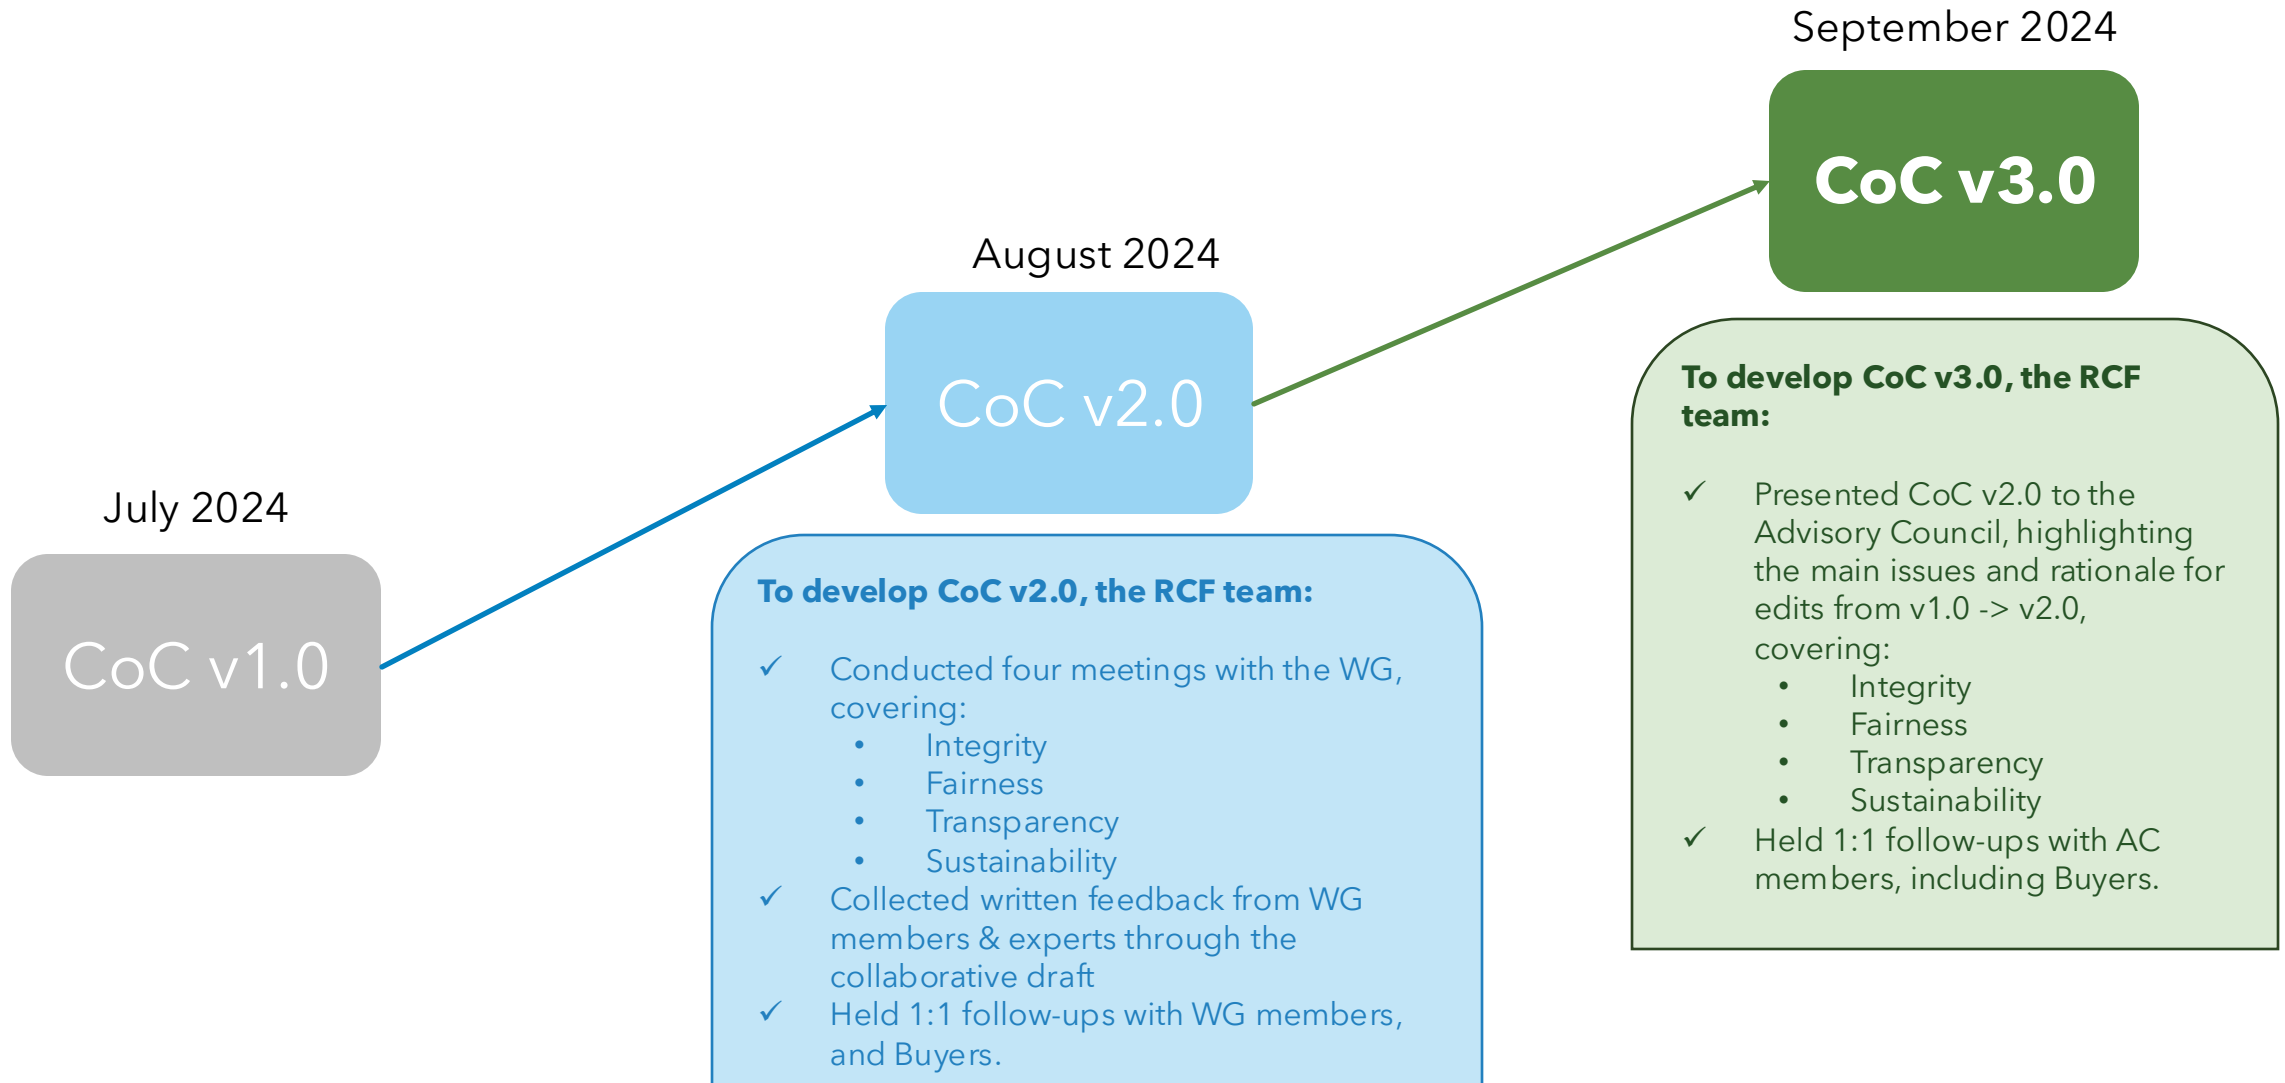 July 2024
CoC v1.0
August 2024
CoC v2.0
To develop CoC v2.0, the RCF team:
✓ Conducted four meetings with the WG,
covering:
• Integrity
• Fairness
• Transparency
• Sustainability
✓ Collected written feedback from WG
members & experts through the
collaborative draft
✓ Held 1:1 follow-ups with WG members,
and Buyers.
September 2024
CoC v3.0
To develop CoC v3.0, the RCF
team:
✓ Presented CoC v2.0 to the
Advisory Council, highlighting
the main issues and rationale for
edits from v1.0 -> v2.0,
covering:
• Integrity
• Fairness
• Transparency
• Sustainability
✓ Held 1:1 follow-ups with AC
members, including Buyers.